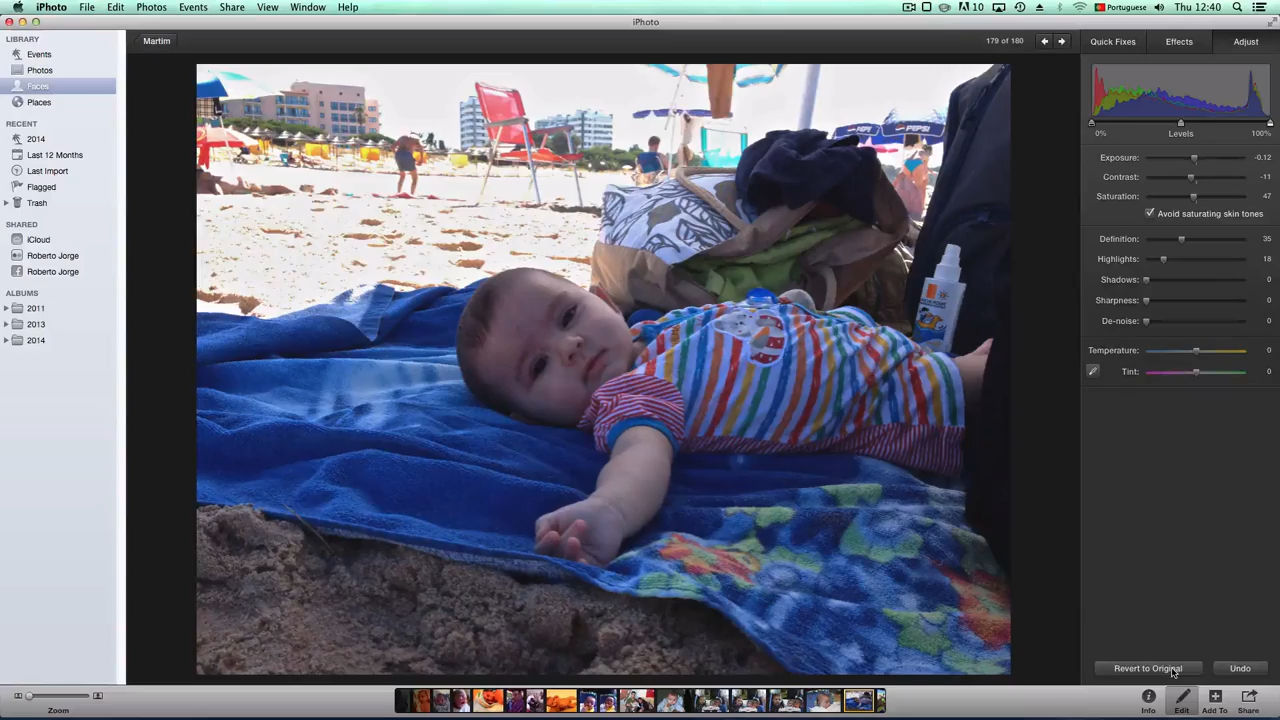 iPhoto File Edit Photos Events Share View Window Help
10 Portuguese Thu 12:40
iPhoto
LIBRARY
Events
Photos
Faces
Places
RECENT
2014
Last 12 Months
Last Import
Flagged
Trash
SHARED
iCloud
Roberto Jorge
Roberto Jorge
ALBUMS
2011
2013
2014
Martim
179 of 180
PEPSI
PEPSI
Quick Fixes Effects Adjust
0% Levels 100%
Exposure: -0.12
Contrast: -11
Saturation: 47
Avoid saturating skin tones
Definition: 35
Highlights: 18
Shadows: 0
Sharpness: 0
De-noise: 0
Temperature: 0
Tint: 0
Revert to Original Undo
Zoom
Info Edit Add To Share